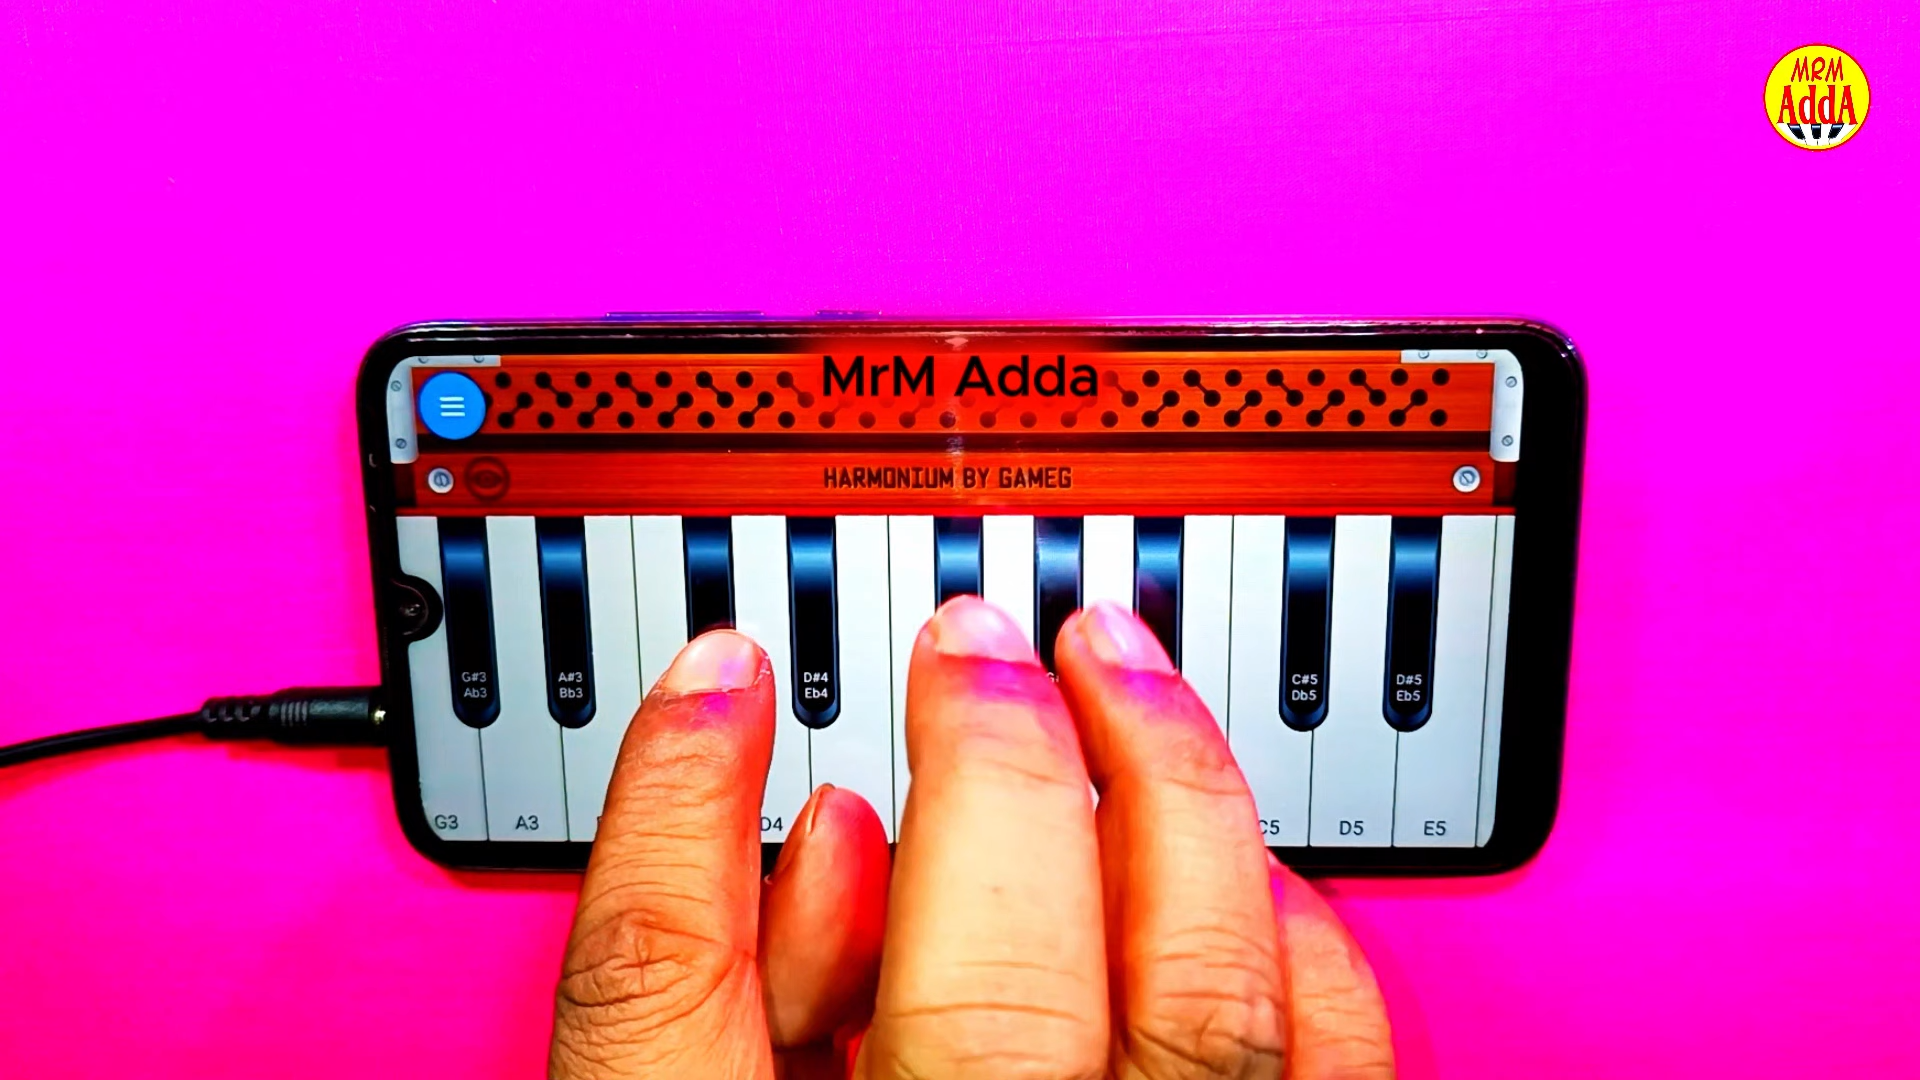 MRM
AddA
MrM Adda
HARMONIUM BY GAMEG
G#3
Ab3
A#3
Bb3
D#4
Eb4
C#5
Db5
D#5
Eb5
G3
A3
D4
C5
D5
E5